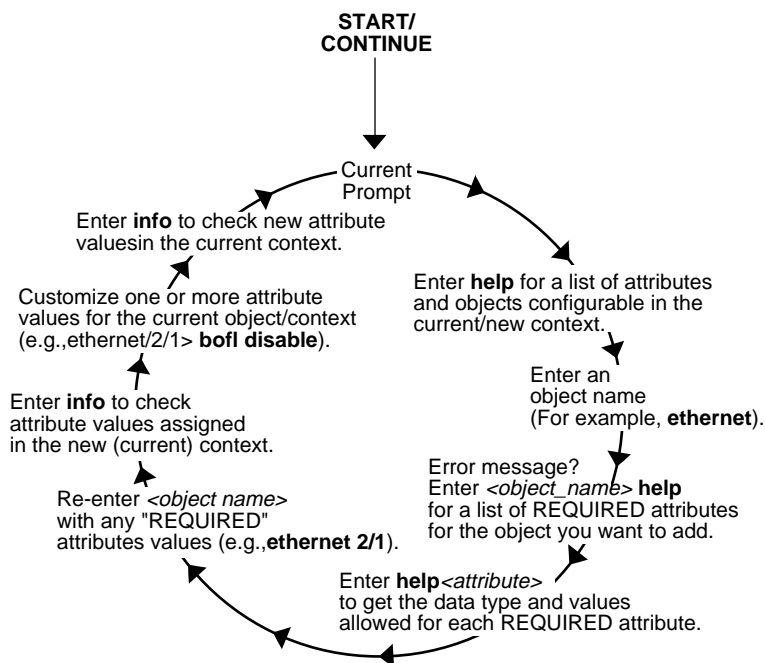 START/
CONTINUE
Current
Prompt
Enter help for a list of attributes
and objects configurable in the
current/new context.
Enter an
object name
(For example, ethernet).
Error message?
Enter <object_name> help
for a list of REQUIRED attributes
for the object you want to add.
Enter help<attribute>
to get the data type and values
allowed for each REQUIRED attribute.
Re-enter <object name>
with any "REQUIRED"
attributes values (e.g.,ethernet 2/1).
Enter info to check
attribute values assigned
in the new (current) context.
Customize one or more attribute
values for the current object/context
(e.g.,ethernet/2/1> bofl disable).
Enter info to check new attribute
valuesin the current context.